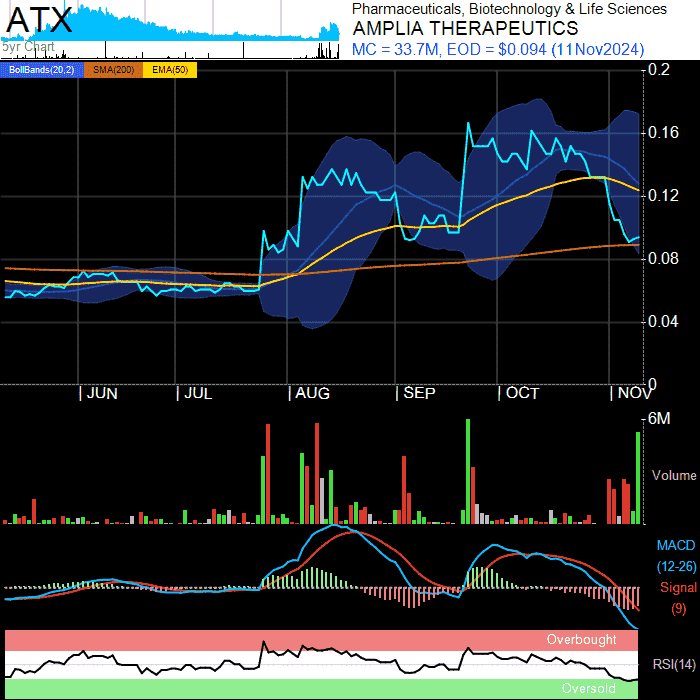 ATX
Pharmaceuticals, Biotechnology & Life Sciences
AMPLIA THERAPEUTICS
MC = 33.7M, EOD = $0.094 (11Nov2024)
5yr Chart
BollBands(20,2) SMA(200) EMA(50)
0.2
0.16
0.12
0.08
0.04
0
JUN JUL AUG SEP OCT NOV
6M
Volume
MACD
(12-26)
Signal
(9)
Overbought
RSI(14)
Oversold